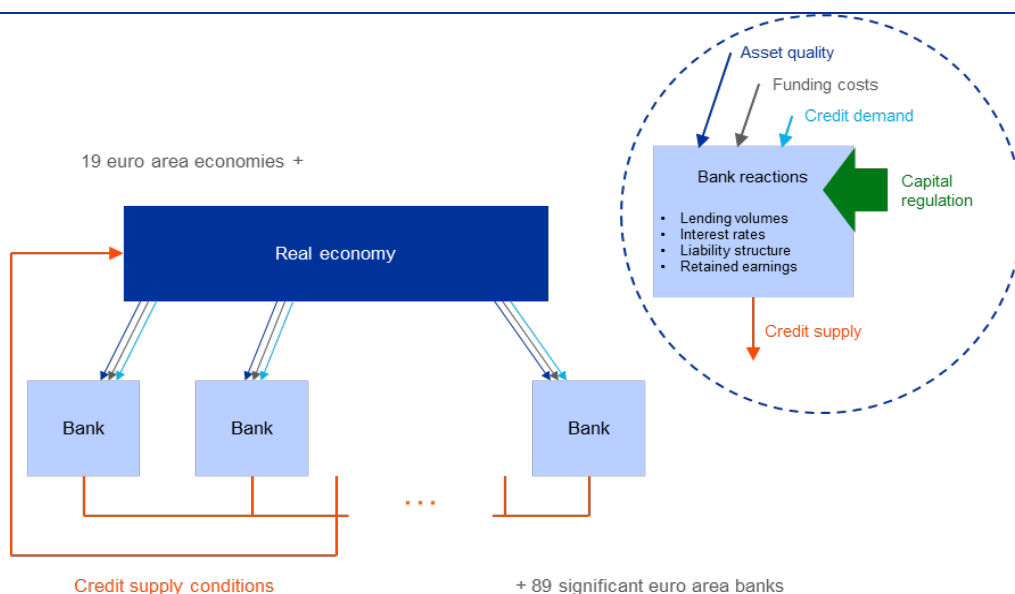 Asset quality
Funding costs
Credit demand
19 euro area economies +
Bank reactions
Capital
regulation
• Lending volumes
• Interest rates
• Liability structure
• Retained earnings
Real economy
Credit supply
Bank
Bank
Bank
...
Credit supply conditions
+ 89 significant euro area banks